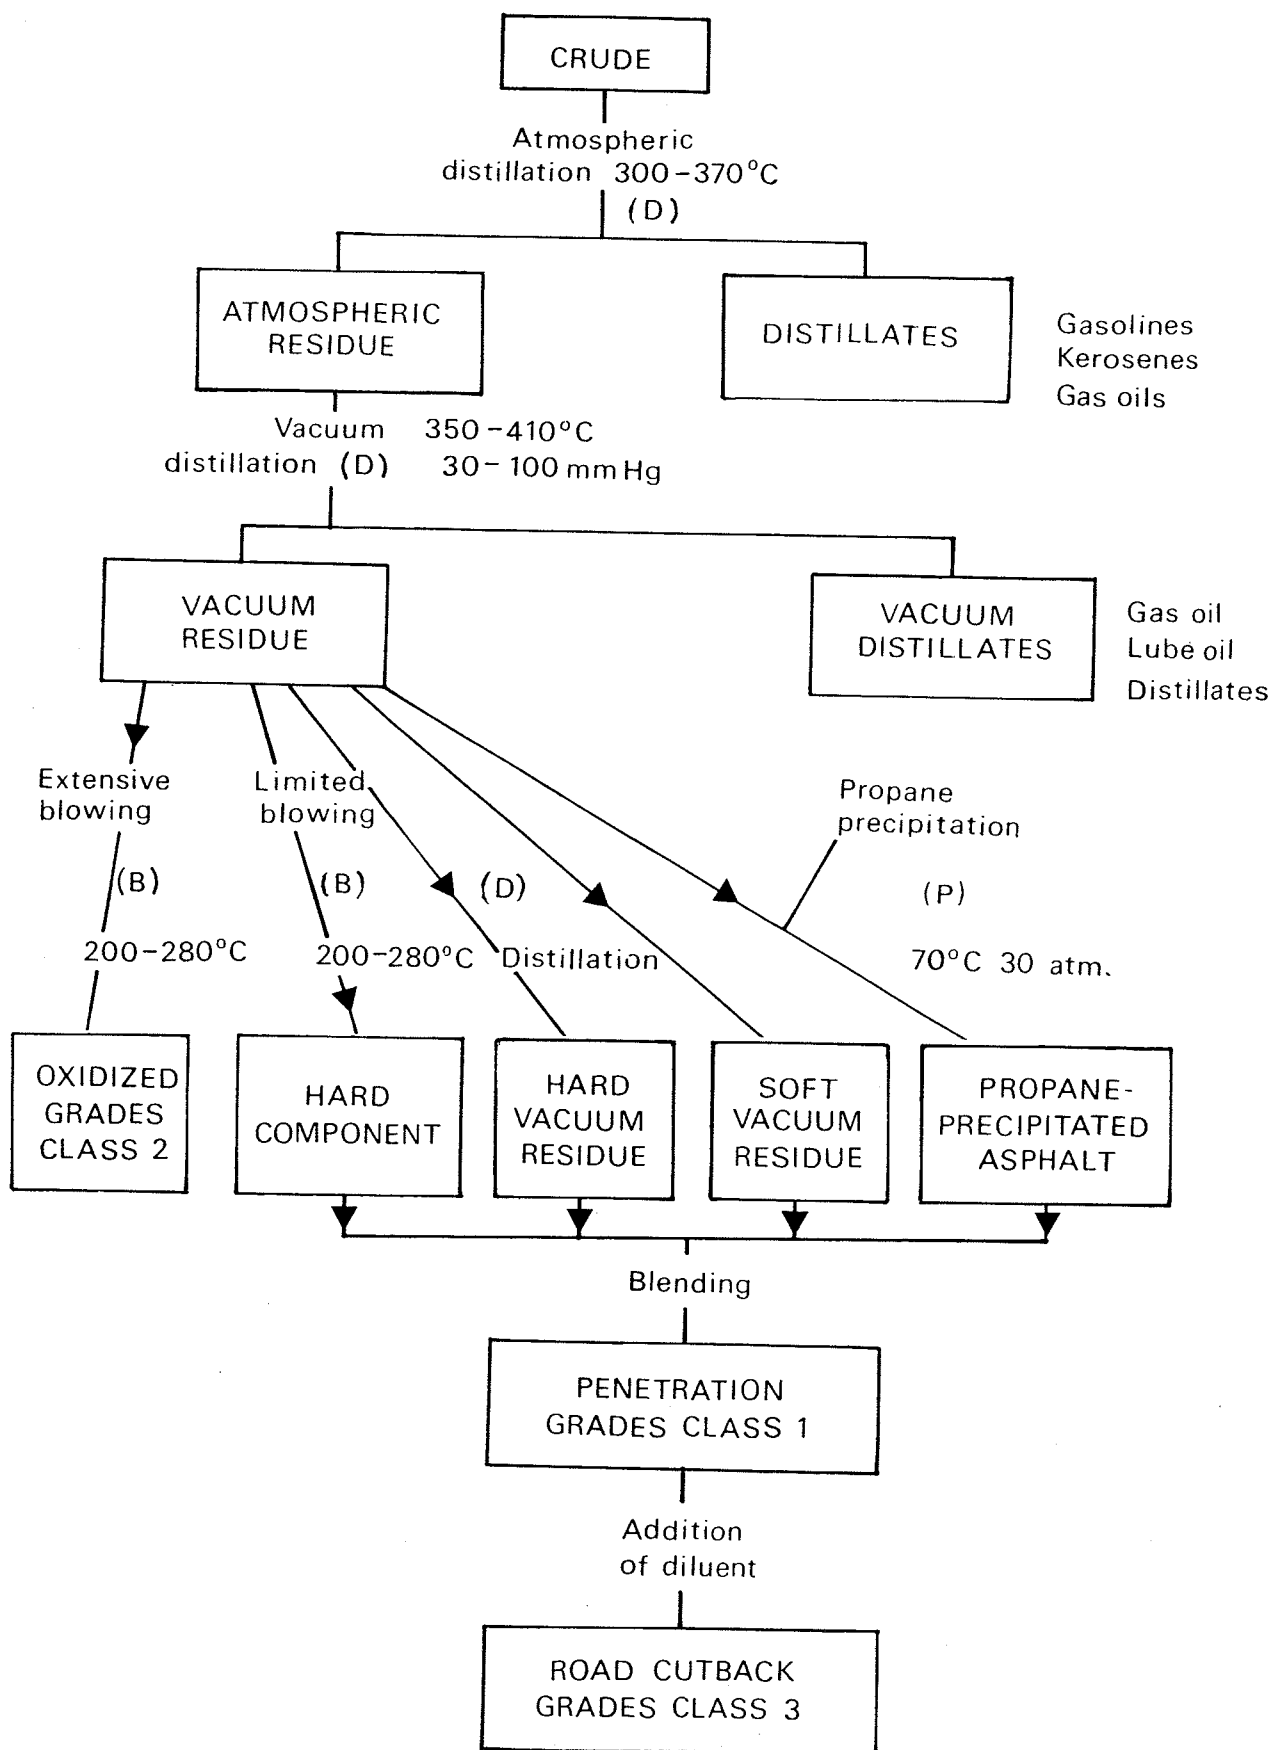 CRUDE
Atmospheric
distillation 300-370°C
(D)
ATMOSPHERIC
RESIDUE
DISTILLATES
Gasolines
Kerosenes
Gas oils
Vacuum 350-410°C
distillation (D) 30-100 mm Hg
VACUUM
RESIDUE
VACUUM
DISTILLATES
Gas oil
Lube oil
Distillates
Extensive
blowing
(B)
200-280°C
Limited
blowing
(B)
200-280°C
(D)
Distillation
Propane
precipitation
(P)
70°C 30 atm.
OXIDIZED
GRADES
CLASS 2
HARD
COMPONENT
HARD
VACUUM
RESIDUE
SOFT
VACUUM
RESIDUE
PROPANE-
PRECIPITATED
ASPHALT
Blending
PENETRATION
GRADES CLASS 1
Addition
of diluent
ROAD CUTBACK
GRADES CLASS 3